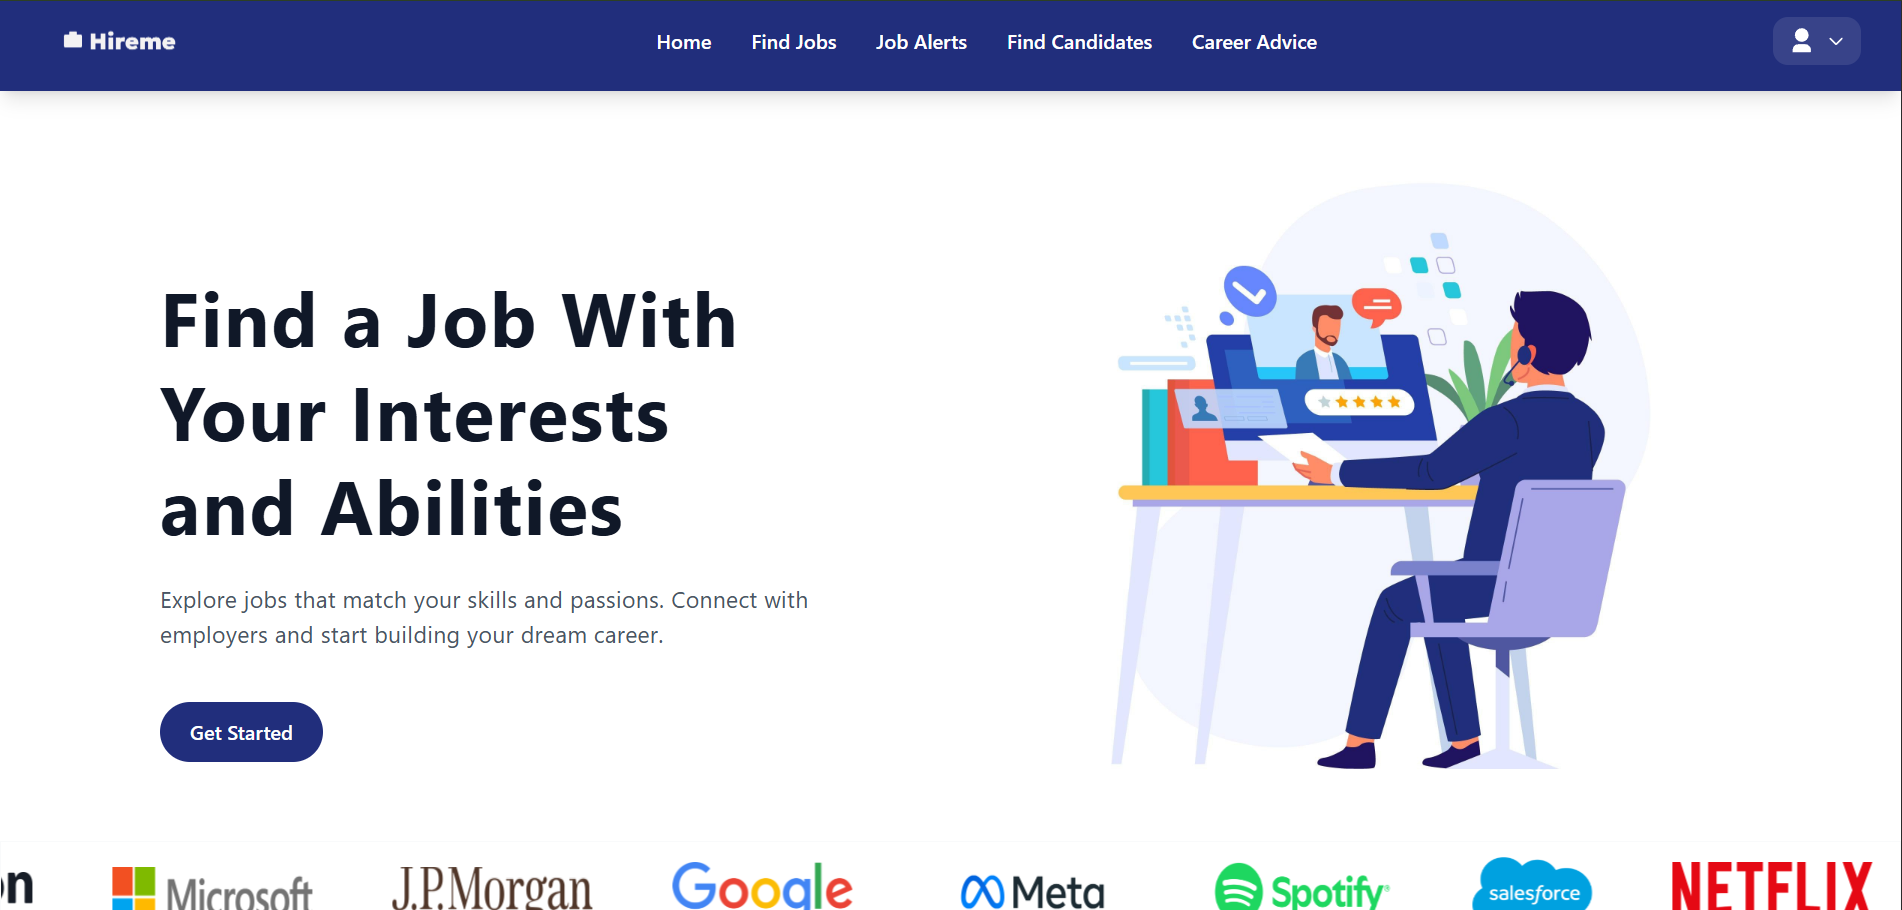 Hireme
Home
Find Jobs
Job Alerts
Find Candidates
Career Advice
Find a Job With
Your Interests
and Abilities
Explore jobs that match your skills and passions. Connect with
employers and start building your dream career.
Get Started
on
Microsoft
J.P.Morgan
Google
Meta
Spotify®
salesforce
NETFLIX